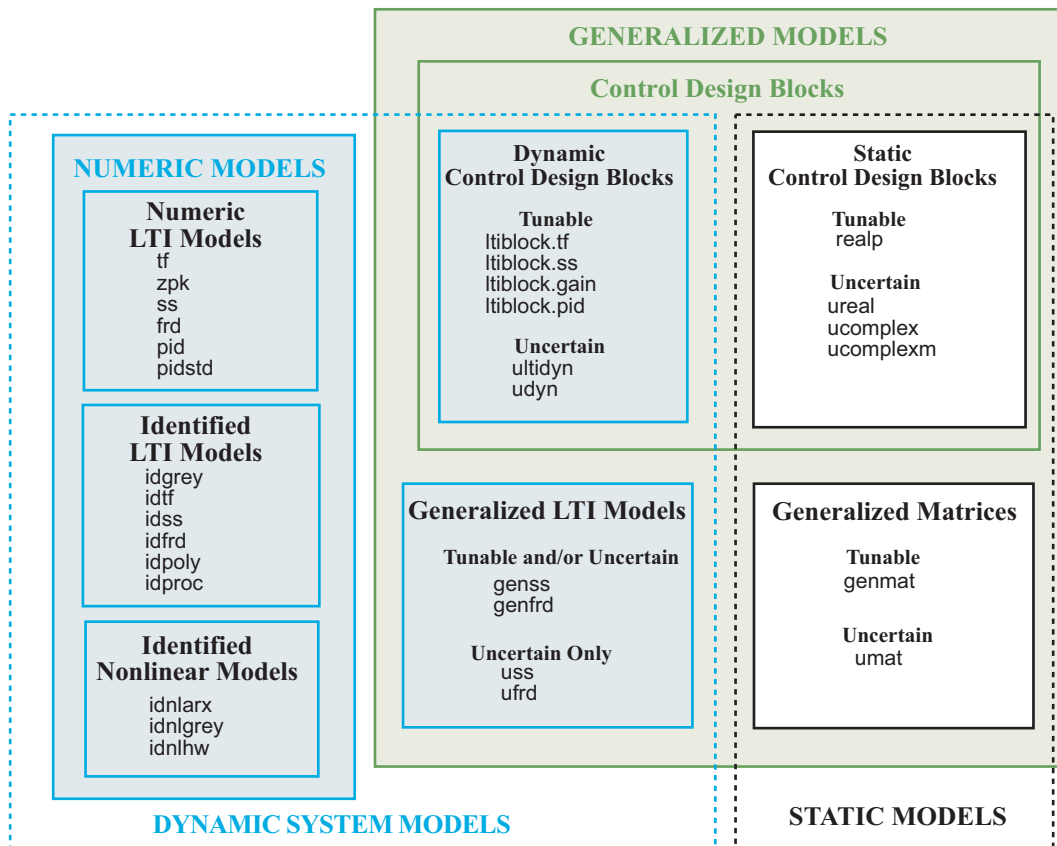 GENERALIZED MODELS
Control Design Blocks
NUMERIC MODELS
Numeric
LTI Models
tf
zpk
ss
frd
pid
pidstd
Identified
LTI Models
idgrey
idtf
idss
idfrd
idpoly
idproc
Identified
Nonlinear Models
idnlarx
idnlgrey
idnlhw
Dynamic
Control Design Blocks
Tunable
ltiblock.tf
ltiblock.ss
ltiblock.gain
ltiblock.pid
Uncertain
ultidyn
udyn
Static
Control Design Blocks
Tunable
realp
Uncertain
ureal
ucomplex
ucomplexm
Generalized LTI Models
Tunable and/or Uncertain
genss
genfrd
Uncertain Only
uss
ufrd
Generalized Matrices
Tunable
genmat
Uncertain
umat
DYNAMIC SYSTEM MODELS
STATIC MODELS